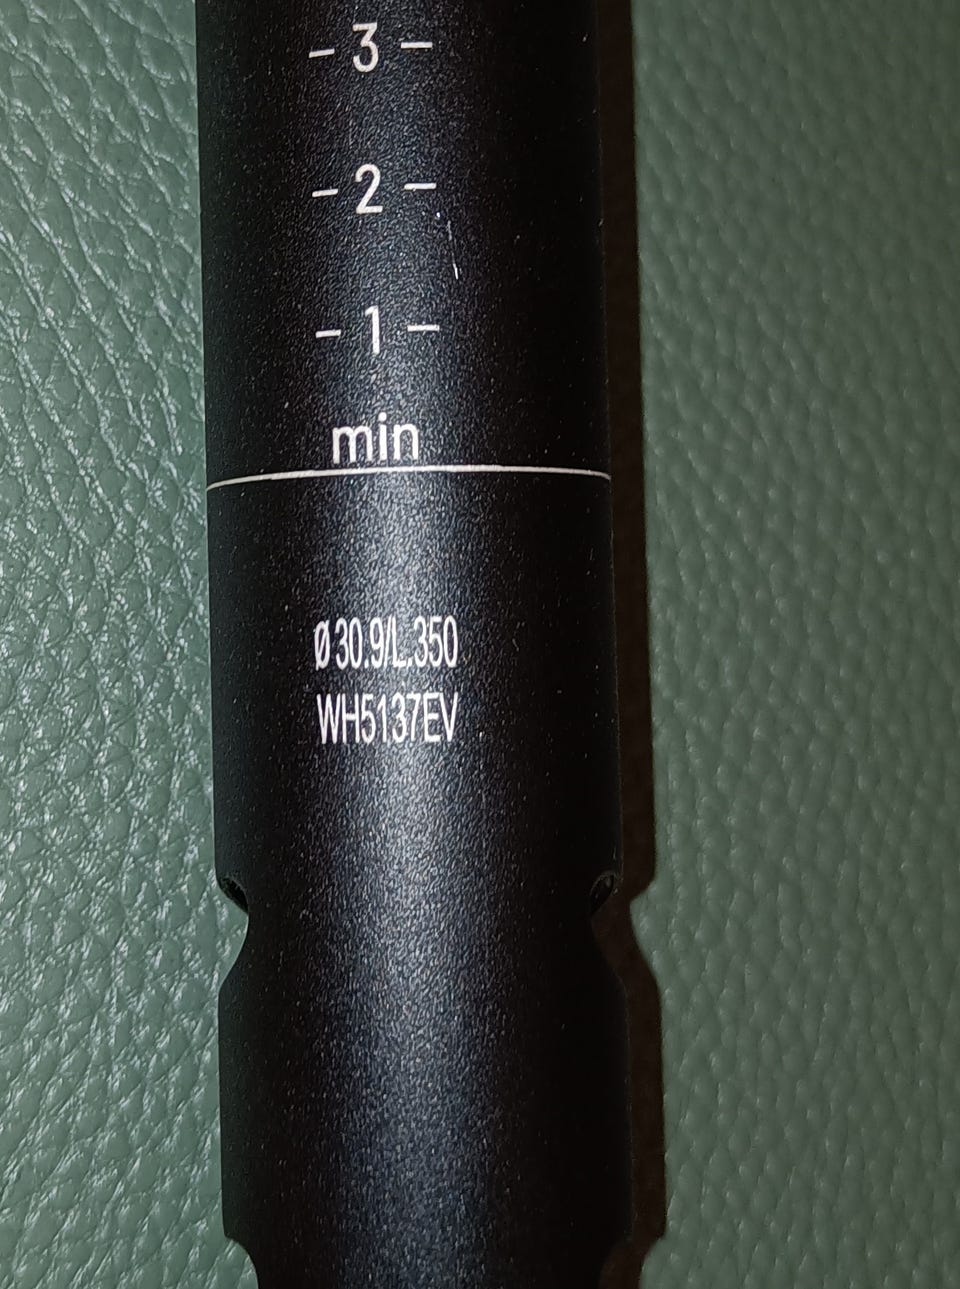 - 3 -
- 2 -
- 1 -
min
Ø 30.9/L.350
WH5137EV